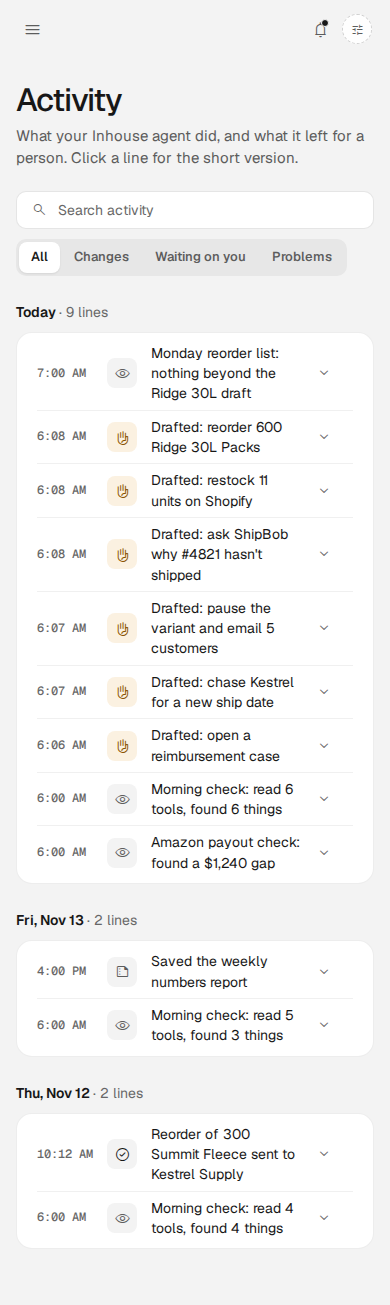 Activity
What your Inhouse agent did, and what it left for a
person. Click a line for the short version.
Search activity
All Changes Waiting on you Problems
Today · 9 lines
7:00 AM Monday reorder list:
nothing beyond the
Ridge 30L draft
6:08 AM Drafted: reorder 600
Ridge 30L Packs
6:08 AM Drafted: restock 11
units on Shopify
6:08 AM Drafted: ask ShipBob
why #4821 hasn't
shipped
6:07 AM Drafted: pause the
variant and email 5
customers
6:07 AM Drafted: chase Kestrel
for a new ship date
6:06 AM Drafted: open a
reimbursement case
6:00 AM Morning check: read 6
tools, found 6 things
6:00 AM Amazon payout check:
found a $1,240 gap
Fri, Nov 13 · 2 lines
4:00 PM Saved the weekly
numbers report
6:00 AM Morning check: read 5
tools, found 3 things
Thu, Nov 12 · 2 lines
10:12 AM Reorder of 300
Summit Fleece sent to
Kestrel Supply
6:00 AM Morning check: read 4
tools, found 4 things